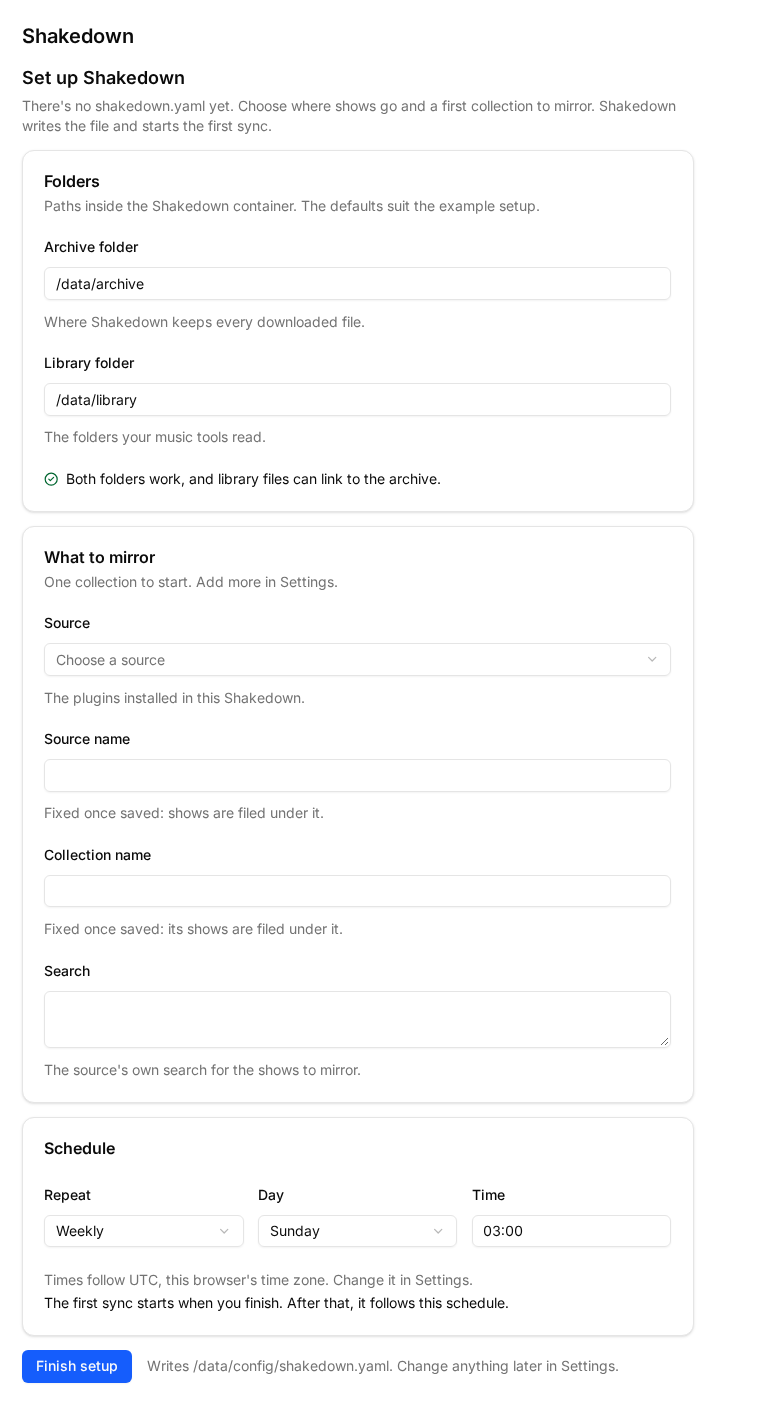 Shakedown
Set up Shakedown
There's no shakedown.yaml yet. Choose where shows go and a first collection to mirror. Shakedown
writes the file and starts the first sync.
Folders
Paths inside the Shakedown container. The defaults suit the example setup.
Archive folder
/data/archive
Where Shakedown keeps every downloaded file.
Library folder
/data/library
The folders your music tools read.
Both folders work, and library files can link to the archive.
What to mirror
One collection to start. Add more in Settings.
Source
Choose a source
The plugins installed in this Shakedown.
Source name
Fixed once saved: shows are filed under it.
Collection name
Fixed once saved: its shows are filed under it.
Search
The source's own search for the shows to mirror.
Schedule
Repeat Day Time
Weekly Sunday 03:00
Times follow UTC, this browser's time zone. Change it in Settings.
The first sync starts when you finish. After that, it follows this schedule.
Finish setup Writes /data/config/shakedown.yaml. Change anything later in Settings.